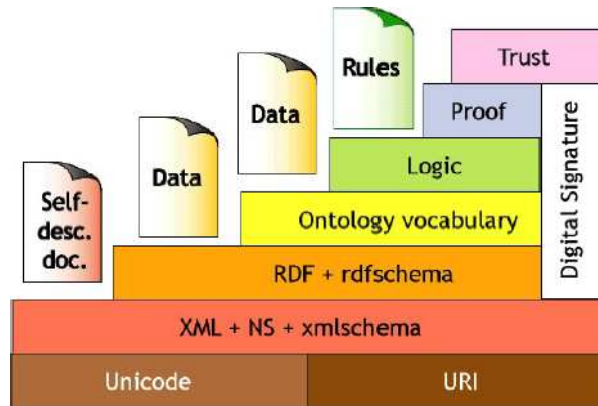 Rules
Trust
Data
Proof
Data
Logic
Self-
desc.
doc.
Ontology vocabulary
Digital Signature
RDF + rdfschema
XML + NS + xmlschema
Unicode
URI